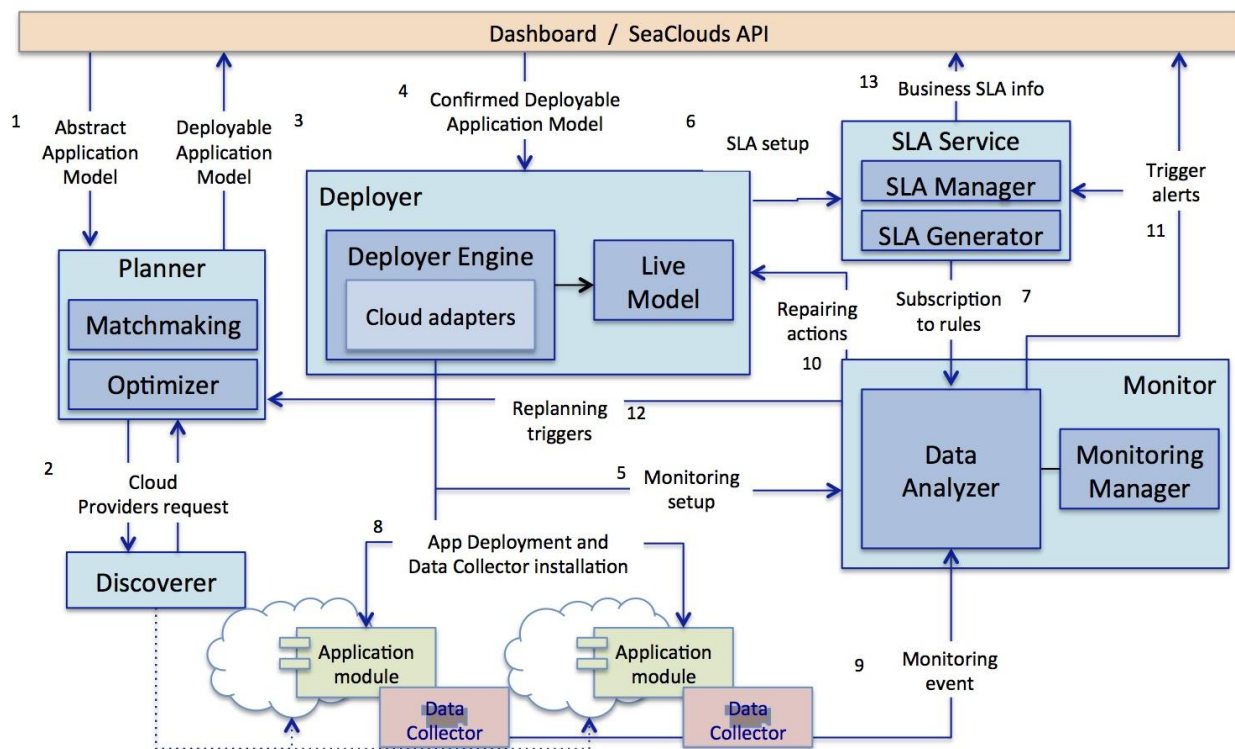 Dashboard / SeaClouds API
1
Abstract
Application
Model
Deployable
Application
Model
3
4
Confirmed Deployable
Application Model
6
SLA setup
13
Business SLA info
SLA Service
SLA Manager
SLA Generator
Trigger
alerts
11
Deployer
Deployer Engine
Cloud adapters
Live
Model
Planner
Matchmaking
Optimizer
Repairing
actions
10
Subscription
to rules
7
Replanning
triggers
12
Monitor
Data
Analyzer
Monitoring
Manager
2
Cloud
Providers request
5
Monitoring
setup
Discoverer
8
App Deployment and
Data Collector installation
Application
module
Data
Collector
Application
module
Data
Collector
9
Monitoring
event